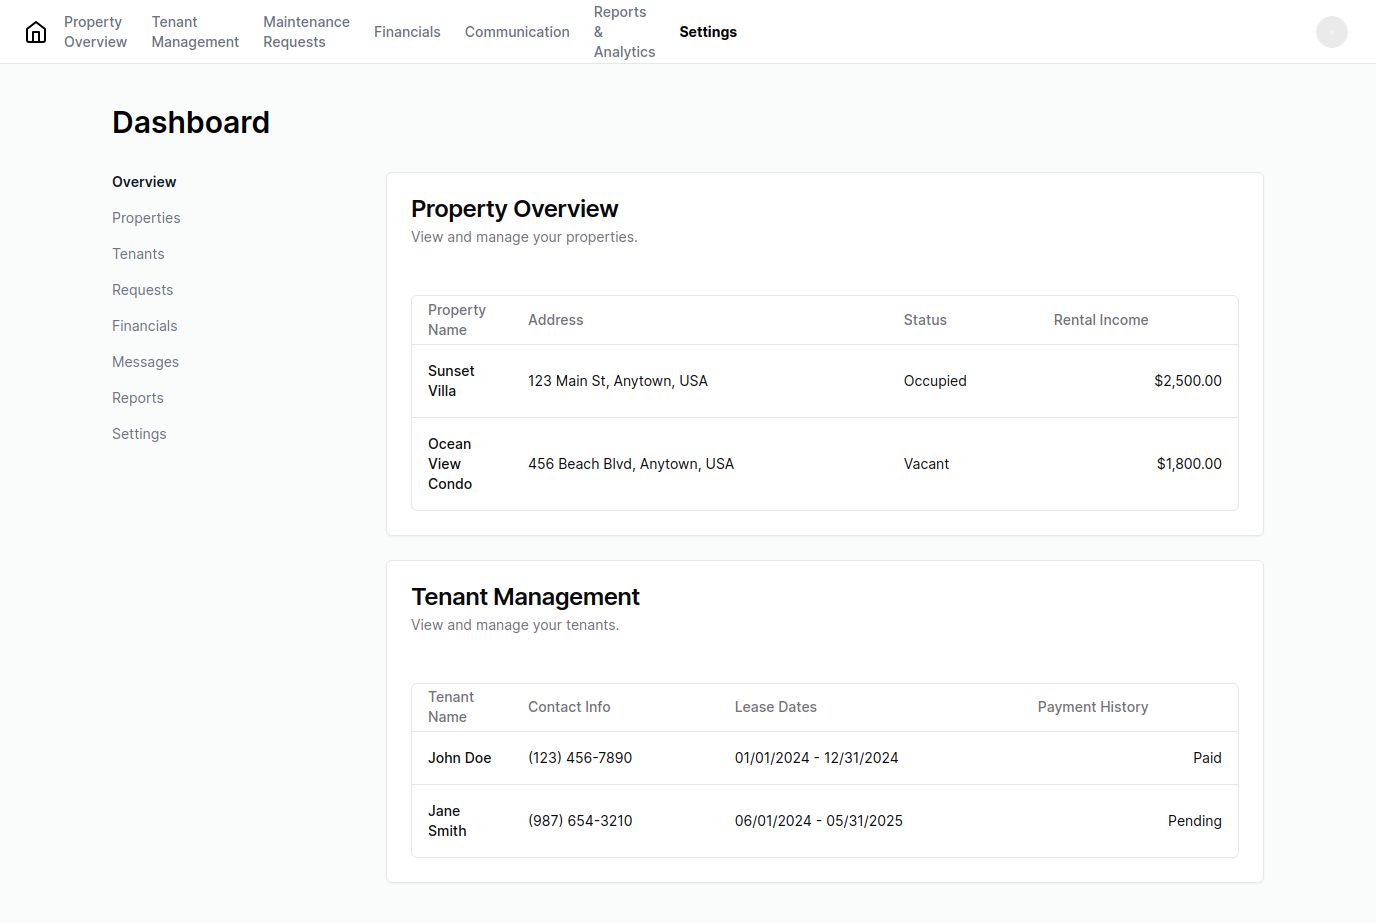 Property
Overview
Tenant
Management
Maintenance
Requests
Financials
Communication
Reports
&
Analytics
Settings
Dashboard
Overview
Properties
Tenants
Requests
Financials
Messages
Reports
Settings
Property Overview
View and manage your properties.
Property
Name
Address
Status
Rental Income
Sunset
Villa
123 Main St, Anytown, USA
Occupied
$2,500.00
Ocean
View
Condo
456 Beach Blvd, Anytown, USA
Vacant
$1,800.00
Tenant Management
View and manage your tenants.
Tenant
Name
Contact Info
Lease Dates
Payment History
John Doe
(123) 456-7890
01/01/2024 - 12/31/2024
Paid
Jane
Smith
(987) 654-3210
06/01/2024 - 05/31/2025
Pending